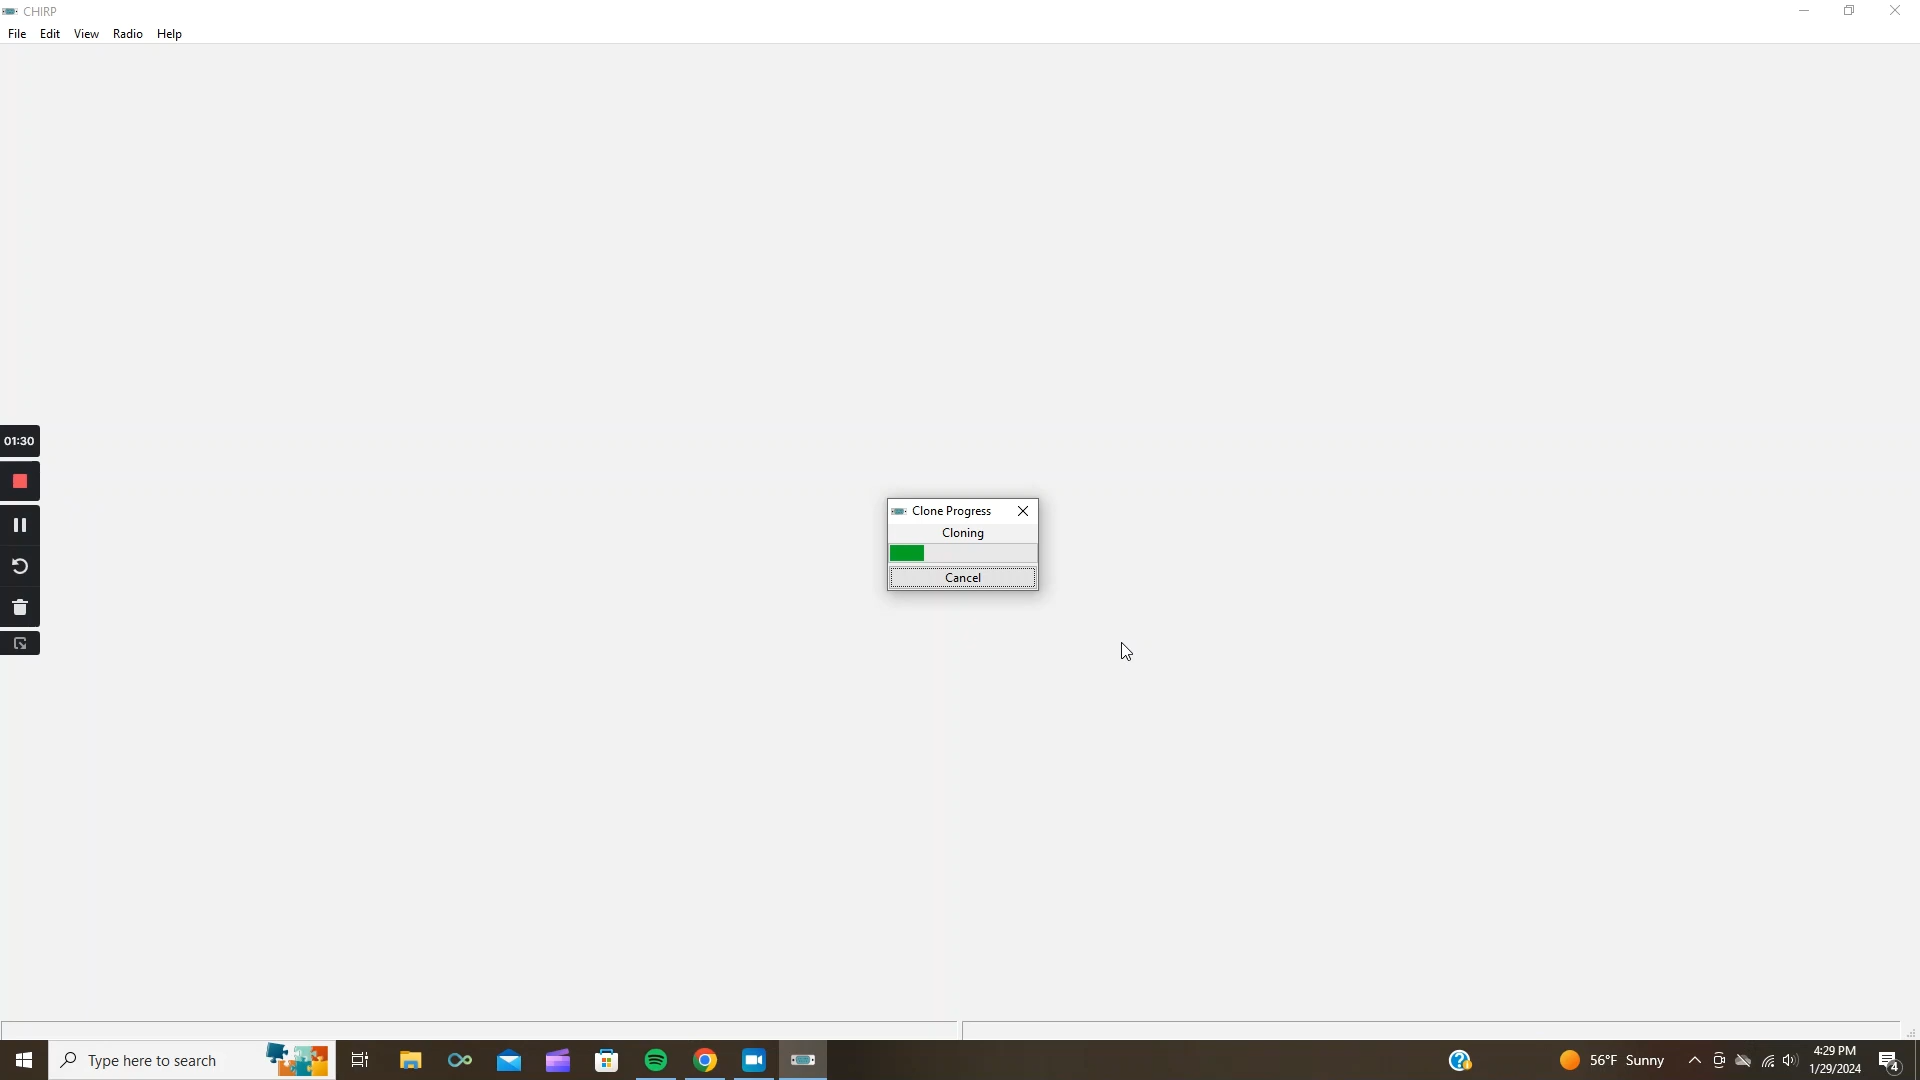 CHIRP
File Edit View Radio Help
01:30
Clone Progress
Cloning
Cancel
Type here to search
56°F Sunny
4:29 PM
1/29/2024
4